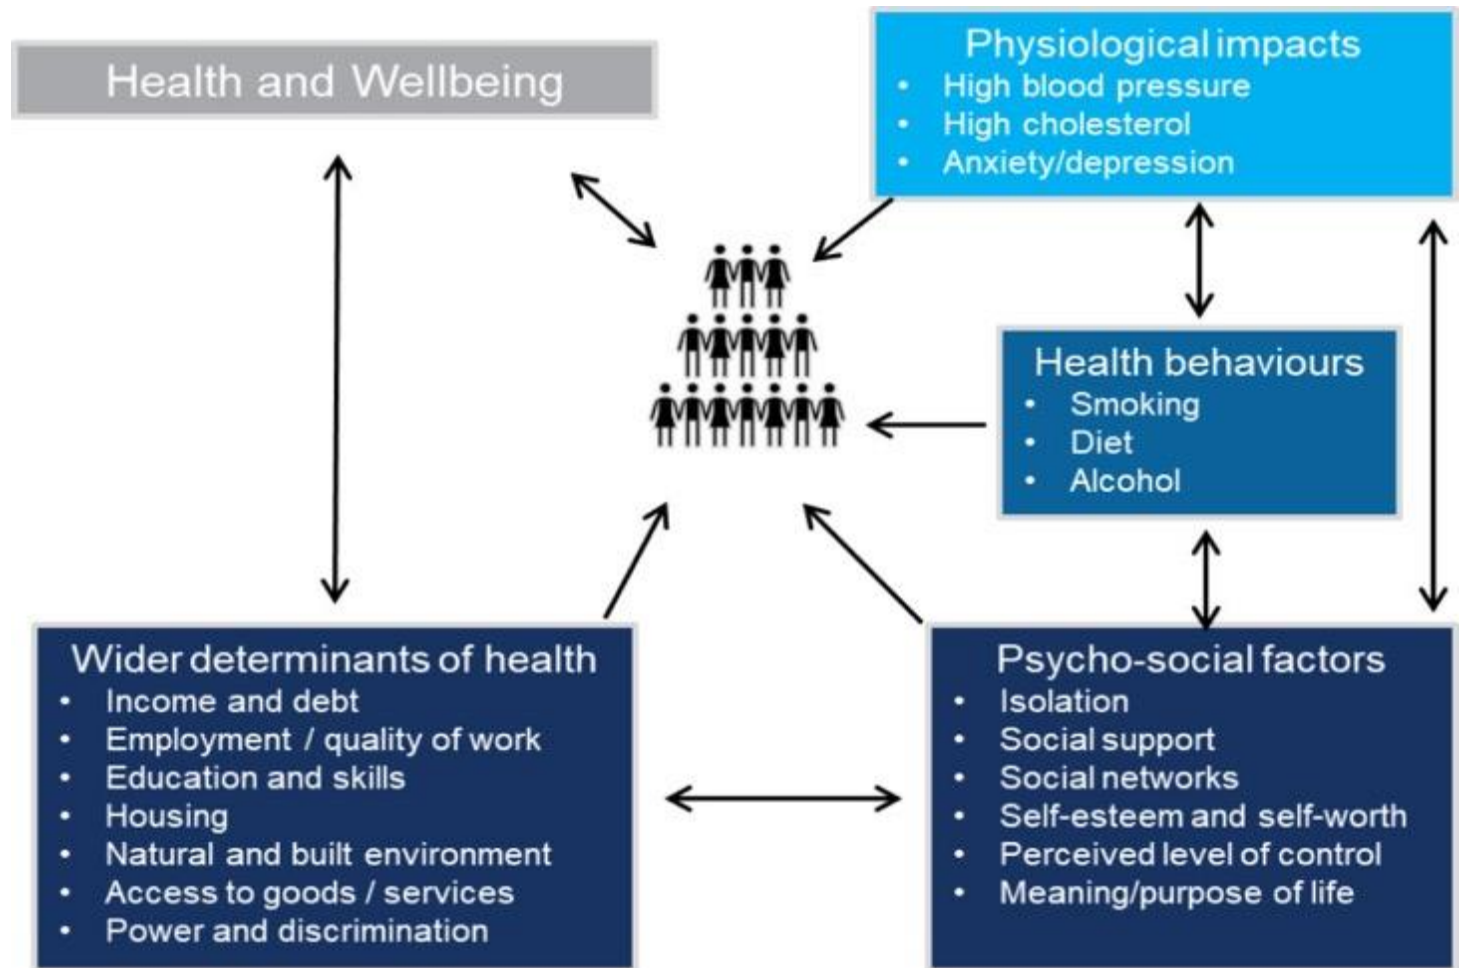 Health and Wellbeing
Physiological impacts
• High blood pressure
• High cholesterol
• Anxiety/depression
Health behaviours
• Smoking
• Diet
• Alcohol
Wider determinants of health
• Income and debt
• Employment / quality of work
• Education and skills
• Housing
• Natural and built environment
• Access to goods / services
• Power and discrimination
Psycho-social factors
• Isolation
• Social support
• Social networks
• Self-esteem and self-worth
• Perceived level of control
• Meaning/purpose of life